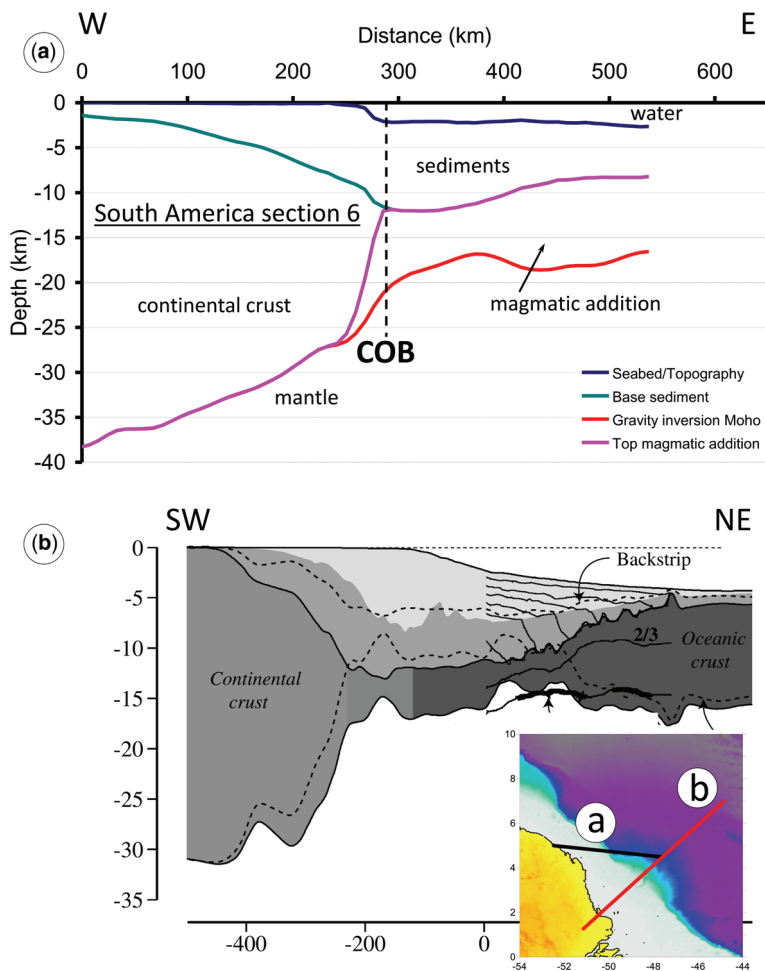 W
E
(a)
Distance (km)
0 100 200 300 400 500 600
0
-5
-10
-15
-20
-25
-30
-35
-40
Depth (km)
water
sediments
South America section 6
continental crust
magmatic addition
COB
mantle
Seabed/Topography
Base sediment
Gravity inversion Moho
Top magmatic addition
(b)
SW
NE
0
-5
-10
-15
-20
-25
-30
-35
Backstrip
2/3
Oceanic
crust
Continental
crust
-400 -200 0
10
8
6
4
2
0
a
b
-54 -52 -50 -48 -46 -44